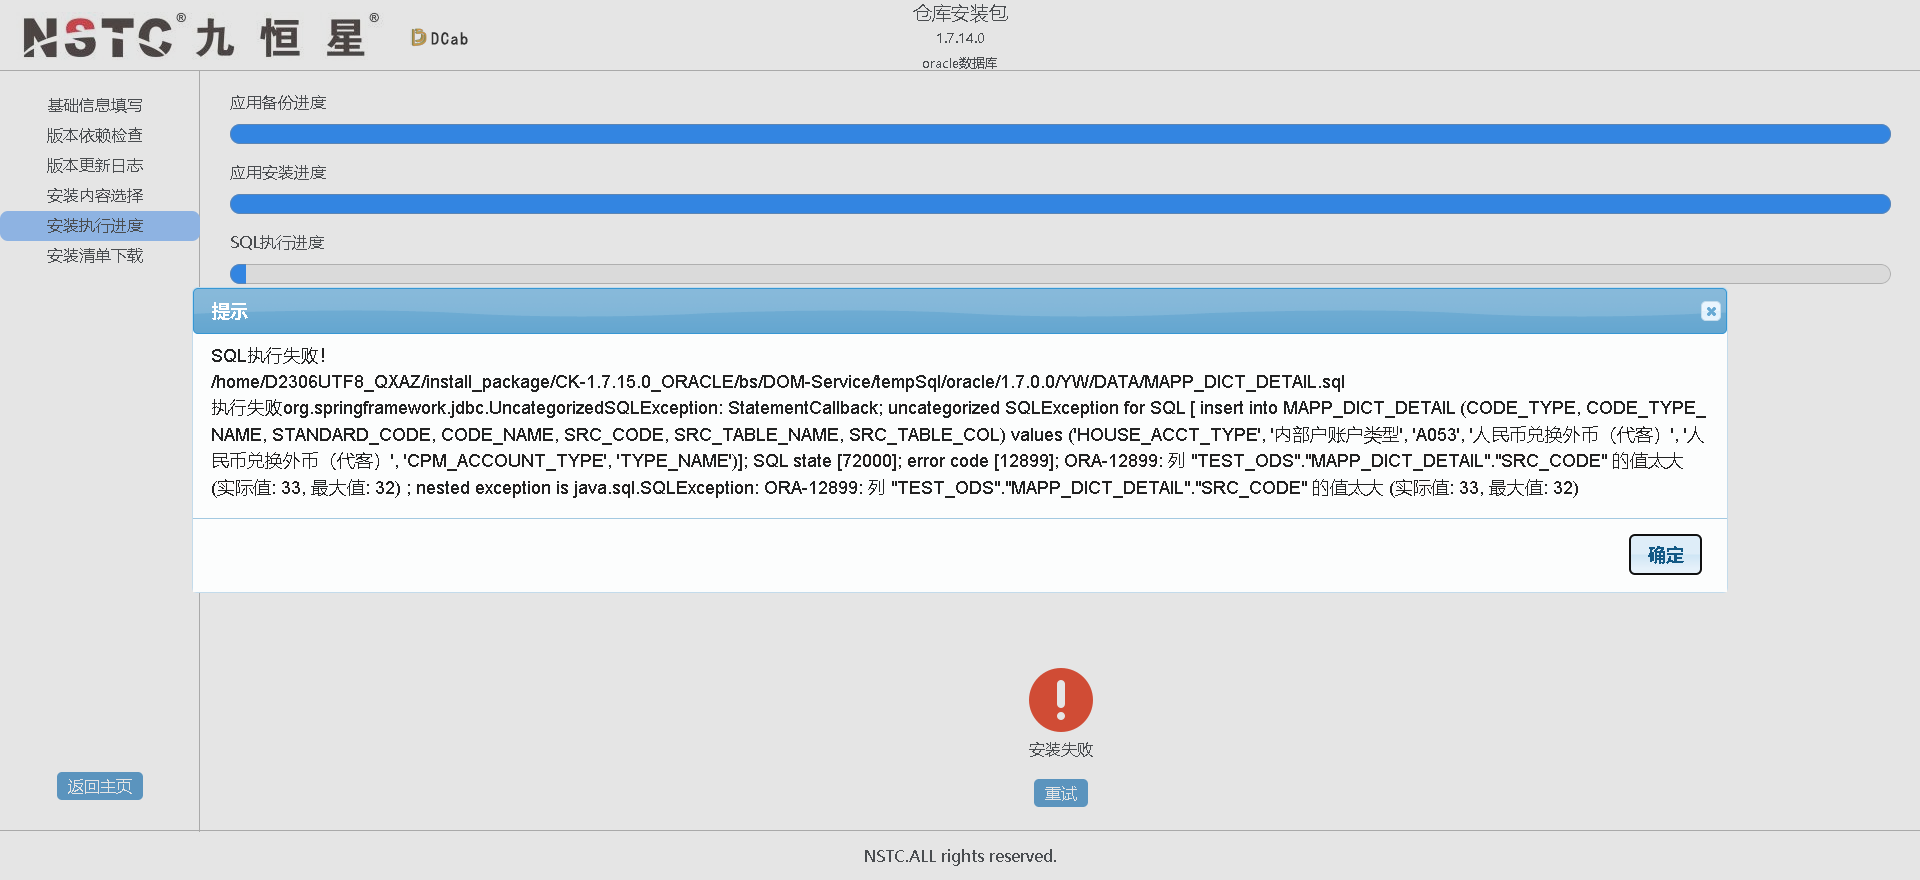 NSTC® 九恒星® DCab
仓库安装包
1.7.14.0
oracle数据库
基础信息填写
版本依赖检查
版本更新日志
安装内容选择
安装执行进度
安装清单下载
应用备份进度
应用安装进度
SQL执行进度
提示
SQL执行失败！
/home/D2306UTF8_QXAZ/install_package/CK-1.7.15.0_ORACLE/bs/DOM-Service/tempSql/oracle/1.7.0.0/YW/DATA/MAPP_DICT_DETAIL.sql
执行失败org.springframework.jdbc.UncategorizedSQLException: StatementCallback; uncategorized SQLException for SQL [ insert into MAPP_DICT_DETAIL (CODE_TYPE, CODE_TYPE_
NAME, STANDARD_CODE, CODE_NAME, SRC_CODE, SRC_TABLE_NAME, SRC_TABLE_COL) values ('HOUSE_ACCT_TYPE', '内部户账户类型', 'A053', '人民币兑换外币（代客）', '人
民币兑换外币（代客）', 'CPM_ACCOUNT_TYPE', 'TYPE_NAME')]; SQL state [72000]; error code [12899]; ORA-12899: 列 "TEST_ODS"."MAPP_DICT_DETAIL"."SRC_CODE" 的值太大
(实际值: 33, 最大值: 32) ; nested exception is java.sql.SQLException: ORA-12899: 列 "TEST_ODS"."MAPP_DICT_DETAIL"."SRC_CODE" 的值太大 (实际值: 33, 最大值: 32)
确定
安装失败
重试
返回主页
NSTC.ALL rights reserved.